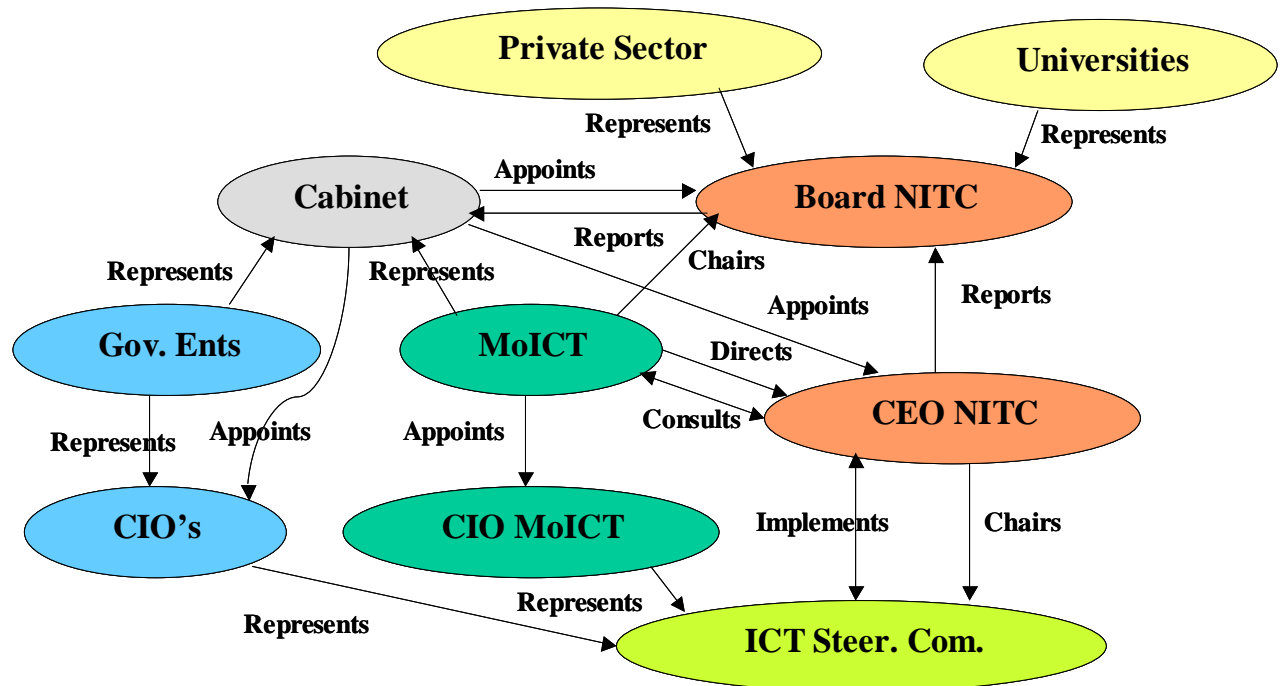 Private Sector
Universities
Represents
Represents
Appoints
Cabinet
Board NITC
Reports
Chairs
Represents
Represents
Appoints
Reports
Gov. Ents
MoICT
Directs
CEO NITC
Consults
Represents
Appoints
Appoints
CIO's
CIO MoICT
Implements
Chairs
Represents
Represents
ICT Steer. Com.